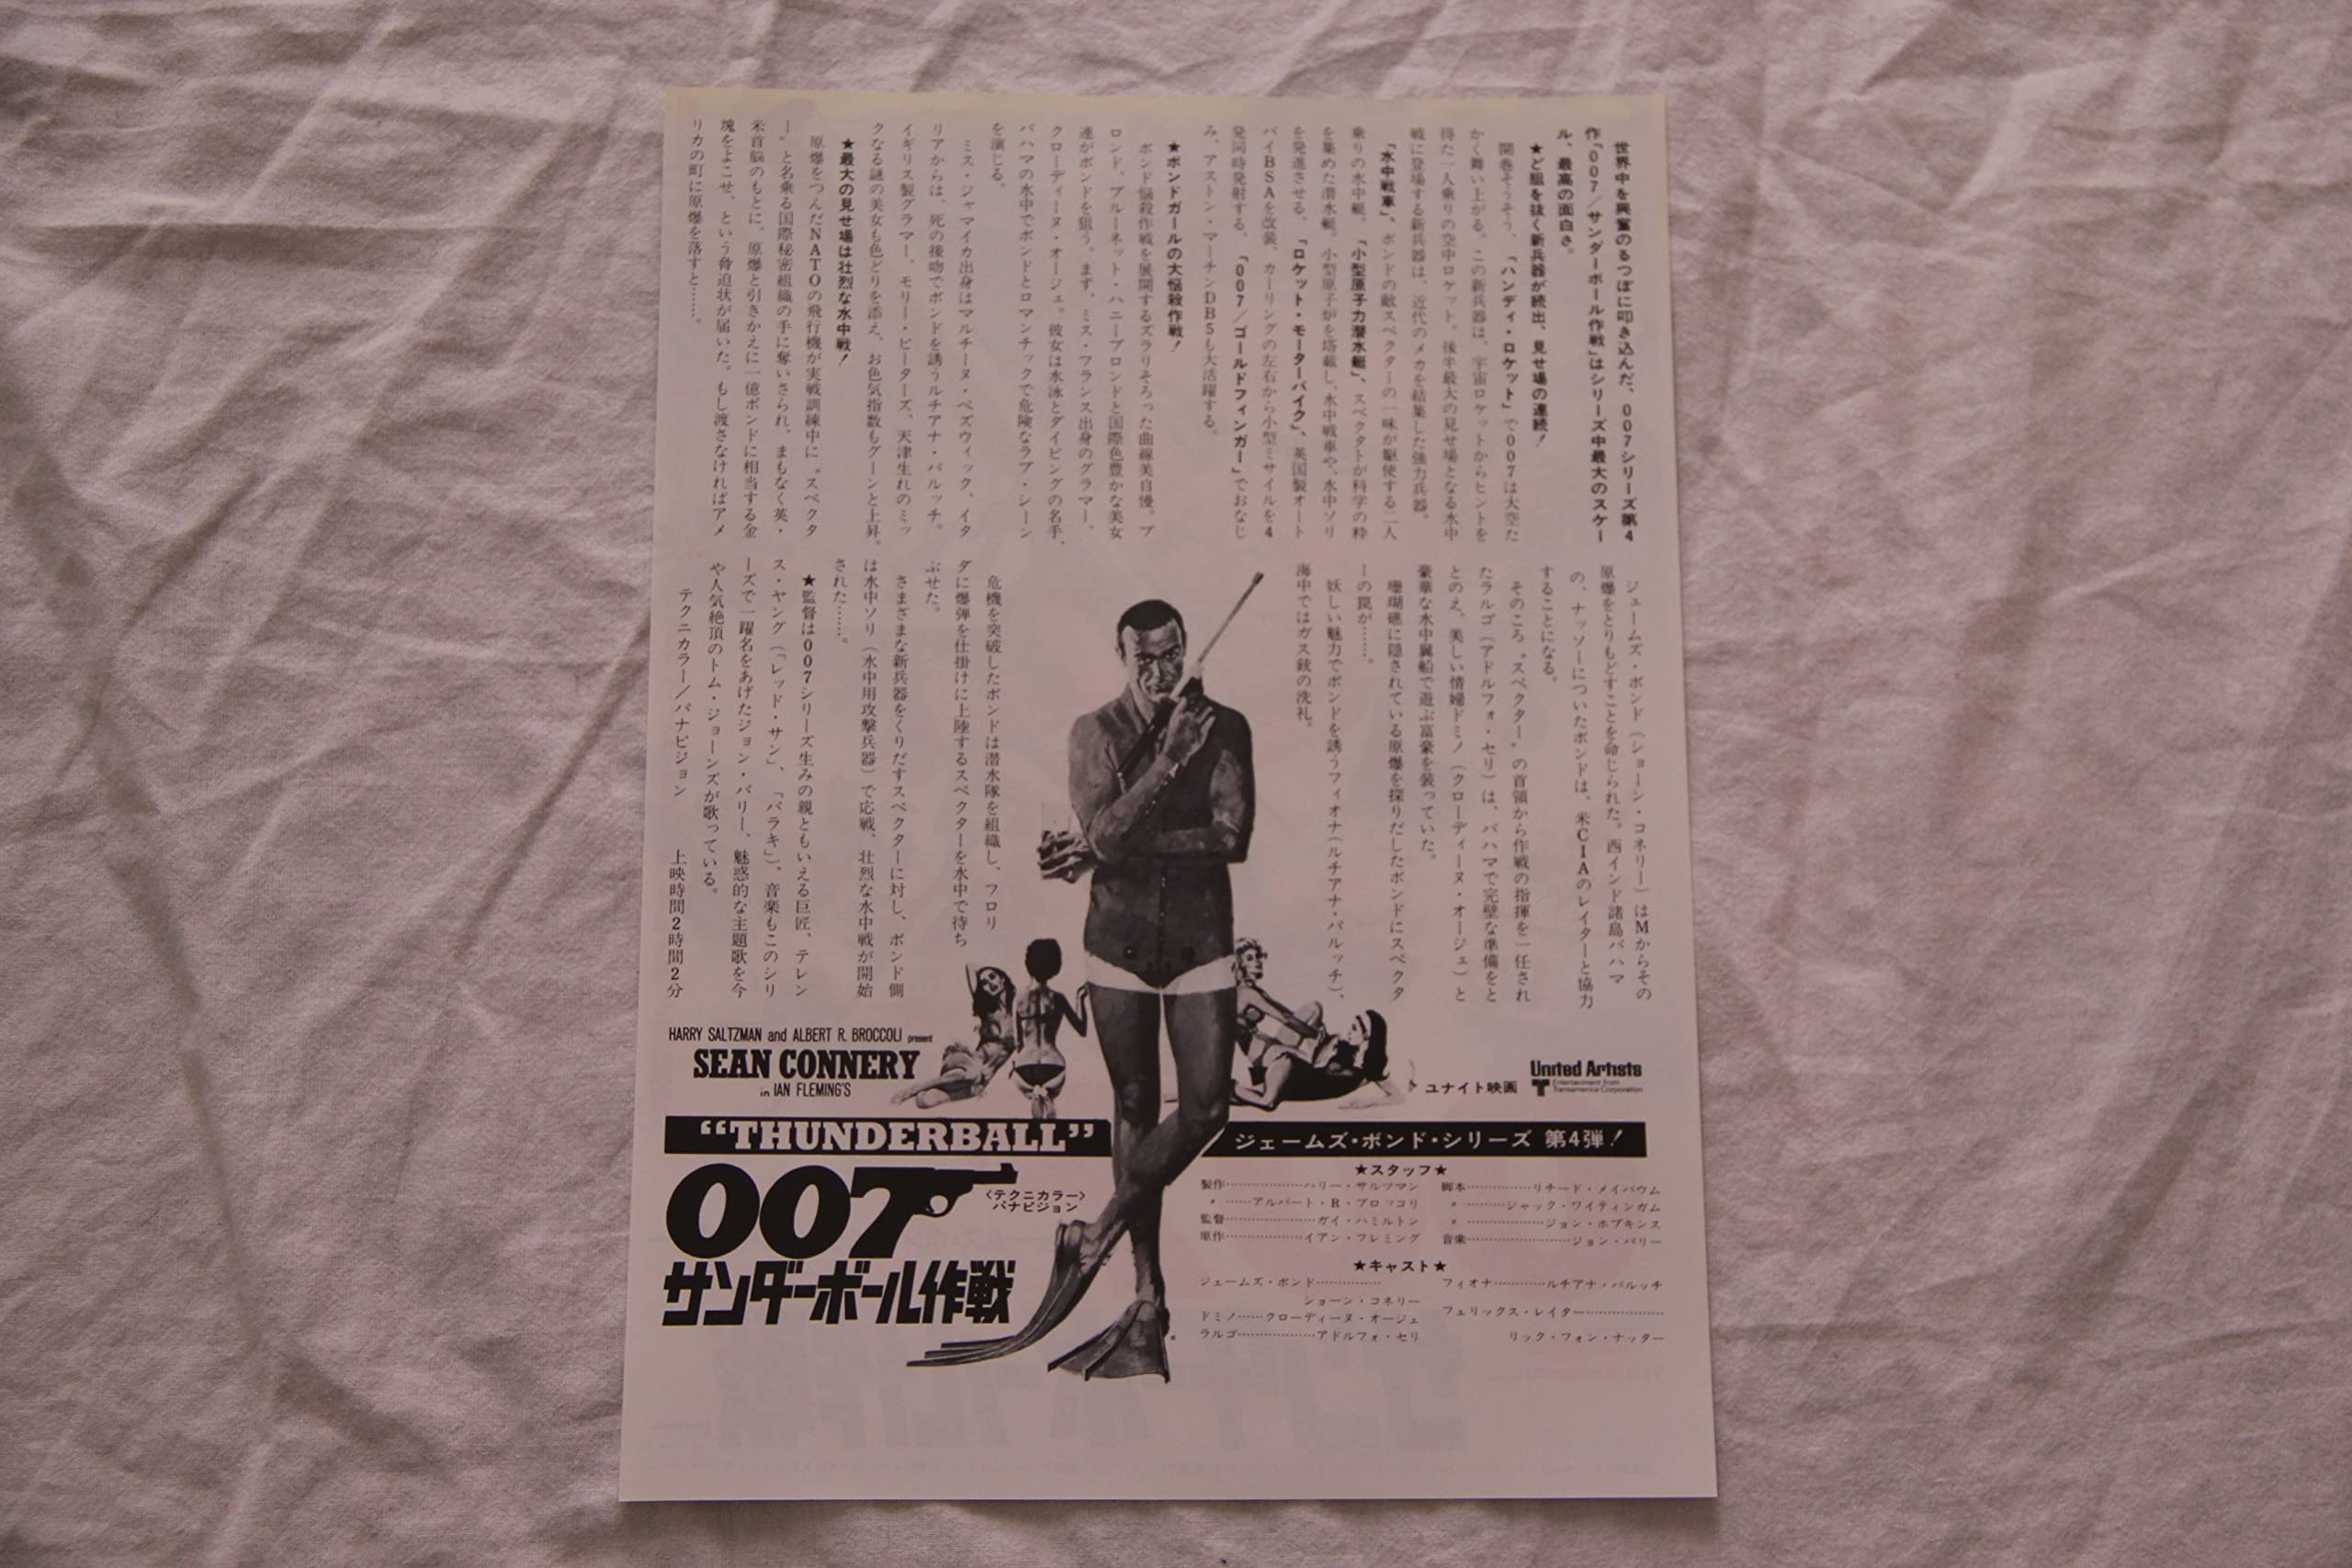 世界中を興奮のるつぼに叩き込んだ、007シリーズ第4
作「007/サンダーボール作戦」はシリーズ中最大のスケー
ル、最高の面白さ。
★ど胆を抜く新兵器が続出、見せ場の連続!
開巻そうそう、「ハンディ・ロケット」で007は大空た
かく舞い上がる。この新兵器は、宇宙ロケットからヒントを
得た一人乗りの空中ロケット。後半最大の見せ場となる水中
戦に登場する新兵器は、近代のメカを結集した強力兵器。
「水中戦車」、ボンドの敵スペクターの一味が駆使する二人
乗りの水中艇。「小型原子力潜水艇」、スペクターが科学の粋
を集めた潜水艇。小型原子炉を塔載し、水中戦車や、水中ソリ
を発進させる。「ロケット・モーターバイク」、英国製オート
バイBSAを改装、カーリングの左右から小型ミサイルを4
発同時発射する。「007/ゴールドフィンガー」でおなじ
み、アストン・マーチンDB5も大活躍する。
★ボンドガールの大悩殺作戦!
ボンド悩殺作戦を展開するズラリそろった曲線美自慢。ブ
ロンド、ブルーネット・ハニーブロンドと国際色豊かな美女
連がボンドを狙う。まず、ミス・フランス出身のグラマー、
クローディーヌ・オージェ。彼女は水泳とダイビングの名手、
バハマの水中でボンドとロマンチックで危険なラブ・シーン
を演じる。
ミス・ジャマイカ出身はマルチーヌ・ベズウィック、イタ
リアからは、死の接吻でボンドを誘うルチアナ・パルッチ。
イギリス製グラマー、モリー・ピーターズ、天津生れのミッ
クなる謎の美女も色どりを添え、お色気指数もグーンと上昇。
★最大の見せ場は壮烈な水中戦!
原爆をつんだNATOの飛行機が実戦訓練中に〝スペクタ
ー〟と名乗る国際秘密組織の手に奪いさられ、まもなく英・
米首脳のもとに、原爆と引きかえに一億ポンドに相当する金
塊をよこせ、という脅迫状が届いた。もし渡さなければアメ
リカの町に原爆を落すと……。
ジェームズ・ボンド(ショーン・コネリー)はMからその
原爆をとりもどすことを命じられた。西インド諸島バハマ
の、ナッソーについたボンドは、米CIAのレイターと協力
することになる。
そのころ〝スペクター〟の首領から作戦の指揮を一任され
たラルゴ(アドルフォ・セリ)は、バハマで完璧な準備をと
とのえ、美しい情婦ドミノ(クローディーヌ・オージェ)と
豪華な水中翼船で遊ぶ富豪を装っていた。
珊瑚礁に隠されている原爆を探りだしたボンドにスペクタ
ーの罠が……。
妖しい魅力でボンドを誘うフィオナ(ルチアナ・パルッチ)、
海中ではガス銃の洗礼。
危機を突破したボンドは潜水隊を組織し、フロリ
ダに爆弾を仕掛けに上陸するスペクターを水中で待ち
ぶせた。
さまざまな新兵器をくりだすスペクターに対し、ボンド側
は水中ソリ(水中用攻撃兵器)で応戦、壮烈な水中戦が開始
された……。
★監督は007シリーズ生みの親ともいえる巨匠、テレン
ス・ヤング(「レッド・サン」、「バラキ」)、音楽もこのシリ
ーズで一躍名をあげたジョン・バリー、魅惑的な主題歌を今
や人気絶頂のトム・ジョーンズが歌っている。
テクニカラー/パナビジョン　上映時間2時間2分
HARRY SALTZMAN and ALBERT R. BROCCOLI present
SEAN CONNERY
in IAN FLEMING'S
“THUNDERBALL”
007
〈テクニカラー〉
パナビジョン
サンダーボール作戦
ユナイト映画
United Artists
Entertainment from
Transamerica Corporation
ジェームズ・ボンド・シリーズ 第4弾!
★スタッフ★
製作……………ハリー・サルツマン
〃……アルバート・R・ブロッコリ
監督………………ガイ・ハミルトン
原作……………イアン・フレミング
脚本…………リチード・メイバウム
〃………ジャック・ワイティンガム
〃……………ジョン・ホプキンス
音楽…………………ジョン・バリー
★キャスト★
ジェームズ・ボンド…………
ショーン・コネリー
ドミノ……クローディーヌ・オージェ
ラルゴ……………アドルフォ・セリ
フィオナ…………ルチアナ・パルッチ
フェリックス・レイター……………
リック・フォン・ナッター